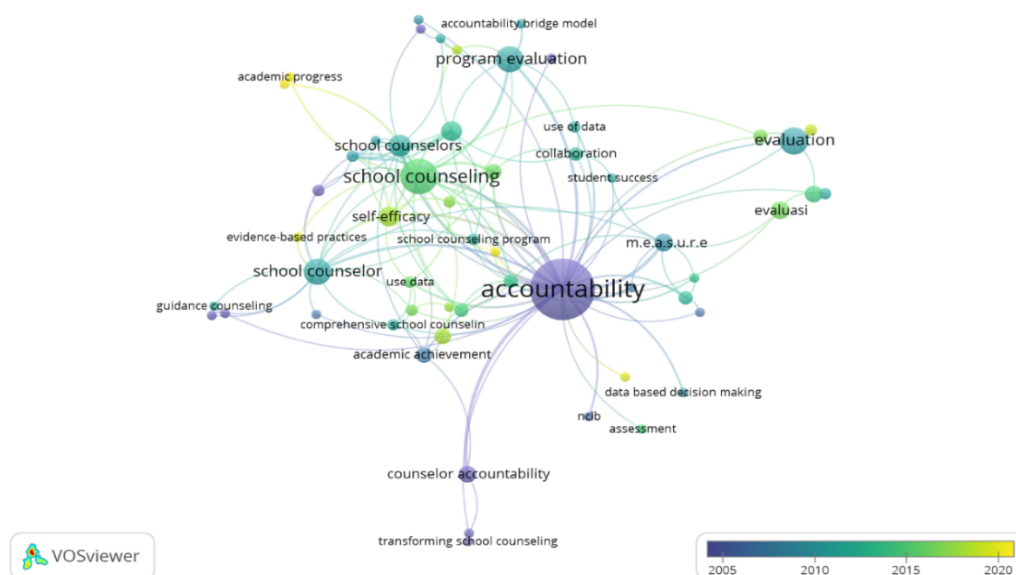 accountability bridge model
program evaluation
academic progress
use of data
evaluation
school counselors
collaboration
school counseling
student success
self-efficacy
evaluasi
evidence-based practices
school counseling program
m.e.a.s.u.r.e
school counselor
use data
accountability
guidance counseling
comprehensive school counselin
academic achievement
data based decision making
nclb
assessment
counselor accountability
transforming school counseling
VOSviewer
2005 2010 2015 2020